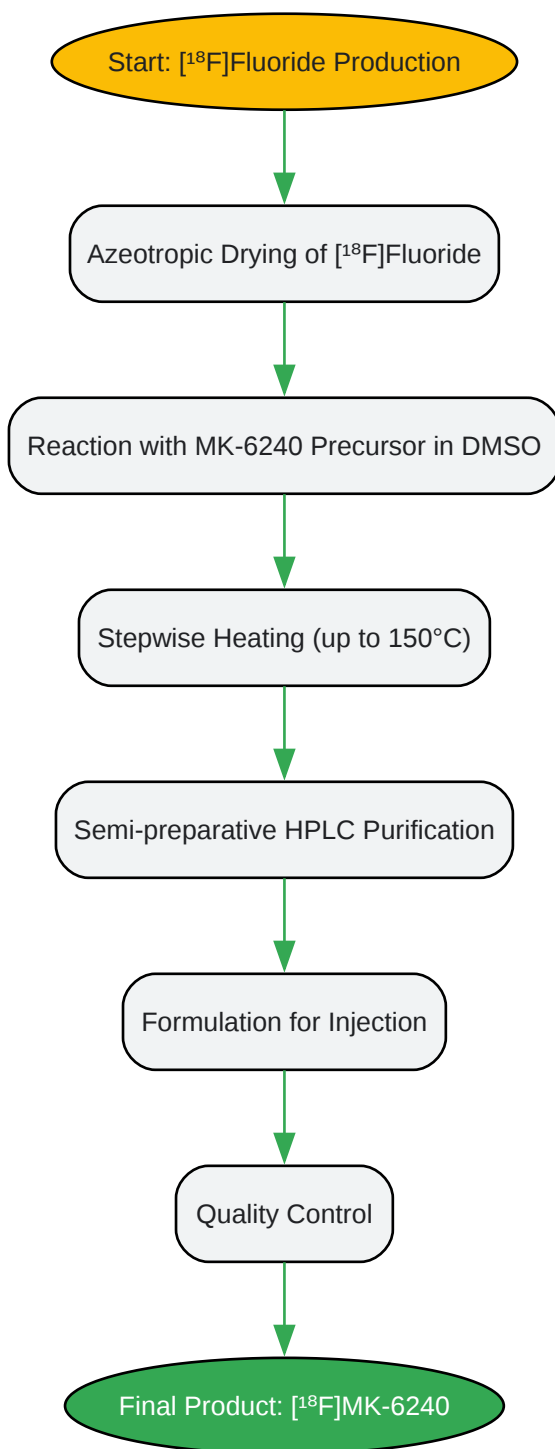 Start: [¹⁸F]Fluoride Production
Azeotropic Drying of [¹⁸F]Fluoride
Reaction with MK-6240 Precursor in DMSO
Stepwise Heating (up to 150°C)
Semi-preparative HPLC Purification
Formulation for Injection
Quality Control
Final Product: [¹⁸F]MK-6240